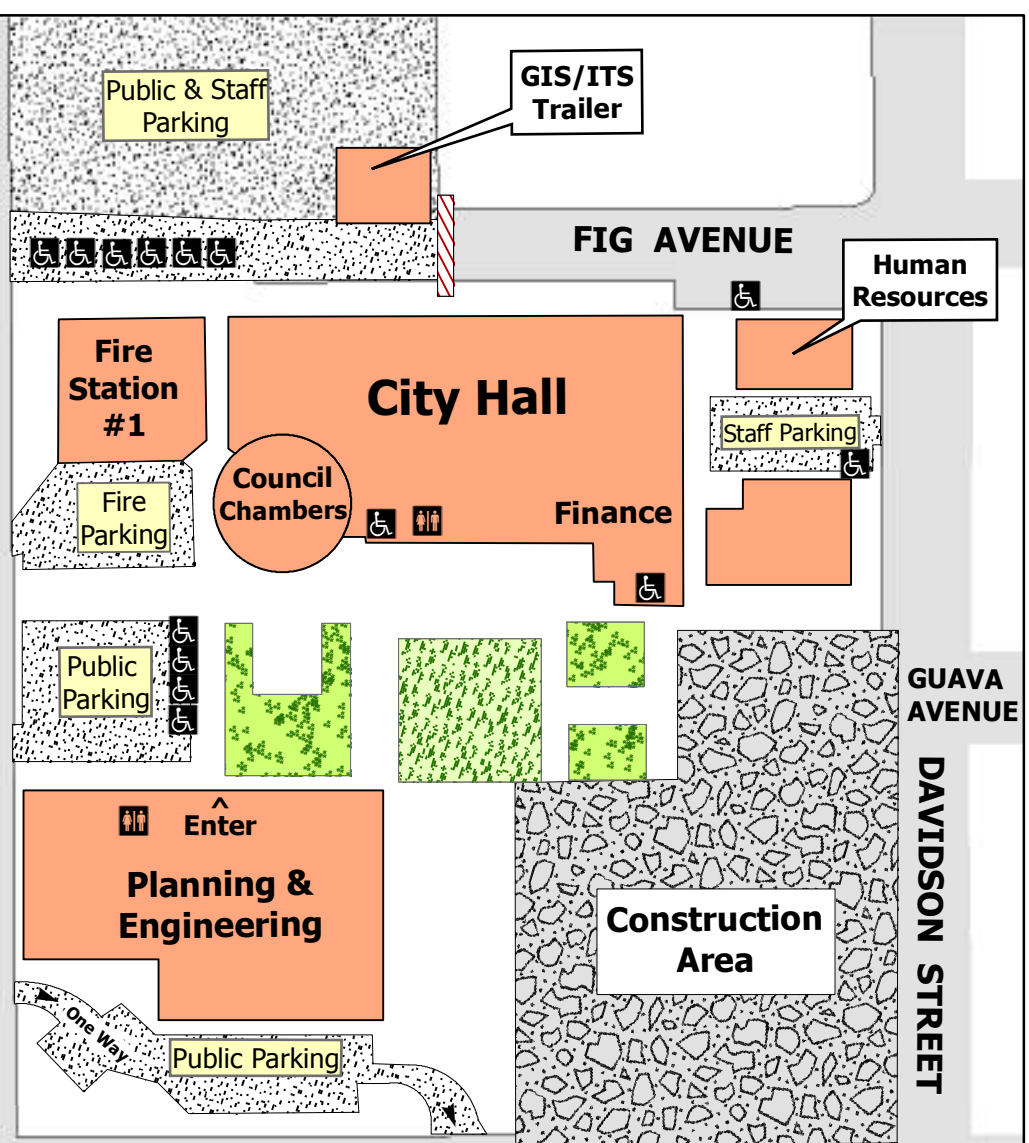 Public & Staff
Parking
GIS/ITS
Trailer
FIG AVENUE
Human
Resources
Fire
Station
#1
City Hall
Staff Parking
Council
Chambers
Fire
Parking
Finance
Public
Parking
GUAVA
AVENUE
^
Enter
Planning &
Engineering
DAVIDSON STREET
Construction
Area
One Way
Public Parking